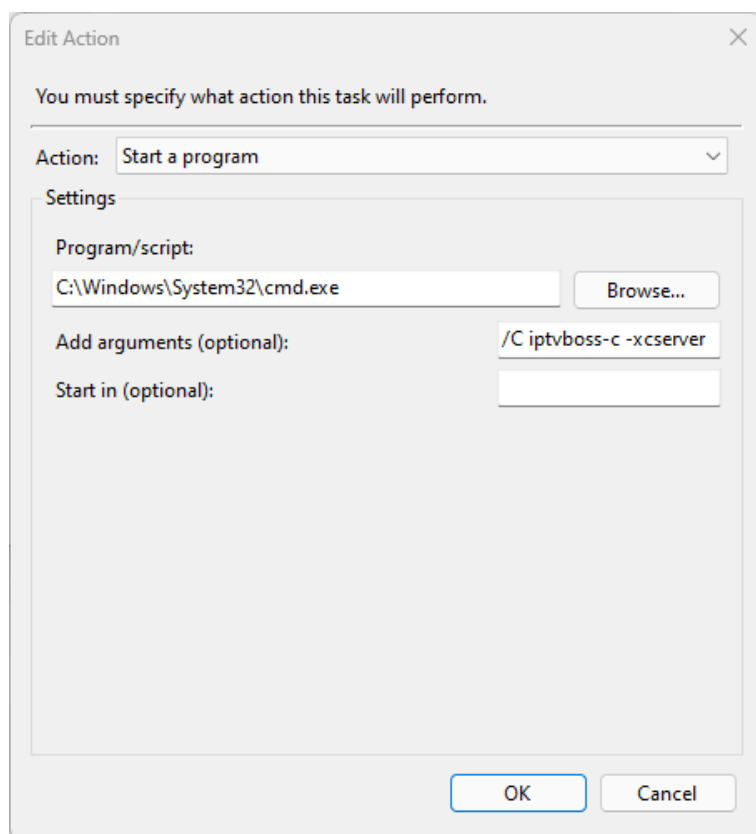 Edit Action
You must specify what action this task will perform.
Action: Start a program
Settings
Program/script:
C:\Windows\System32\cmd.exe Browse...
Add arguments (optional): /C iptvboss-c -xcserver
Start in (optional):
OK Cancel